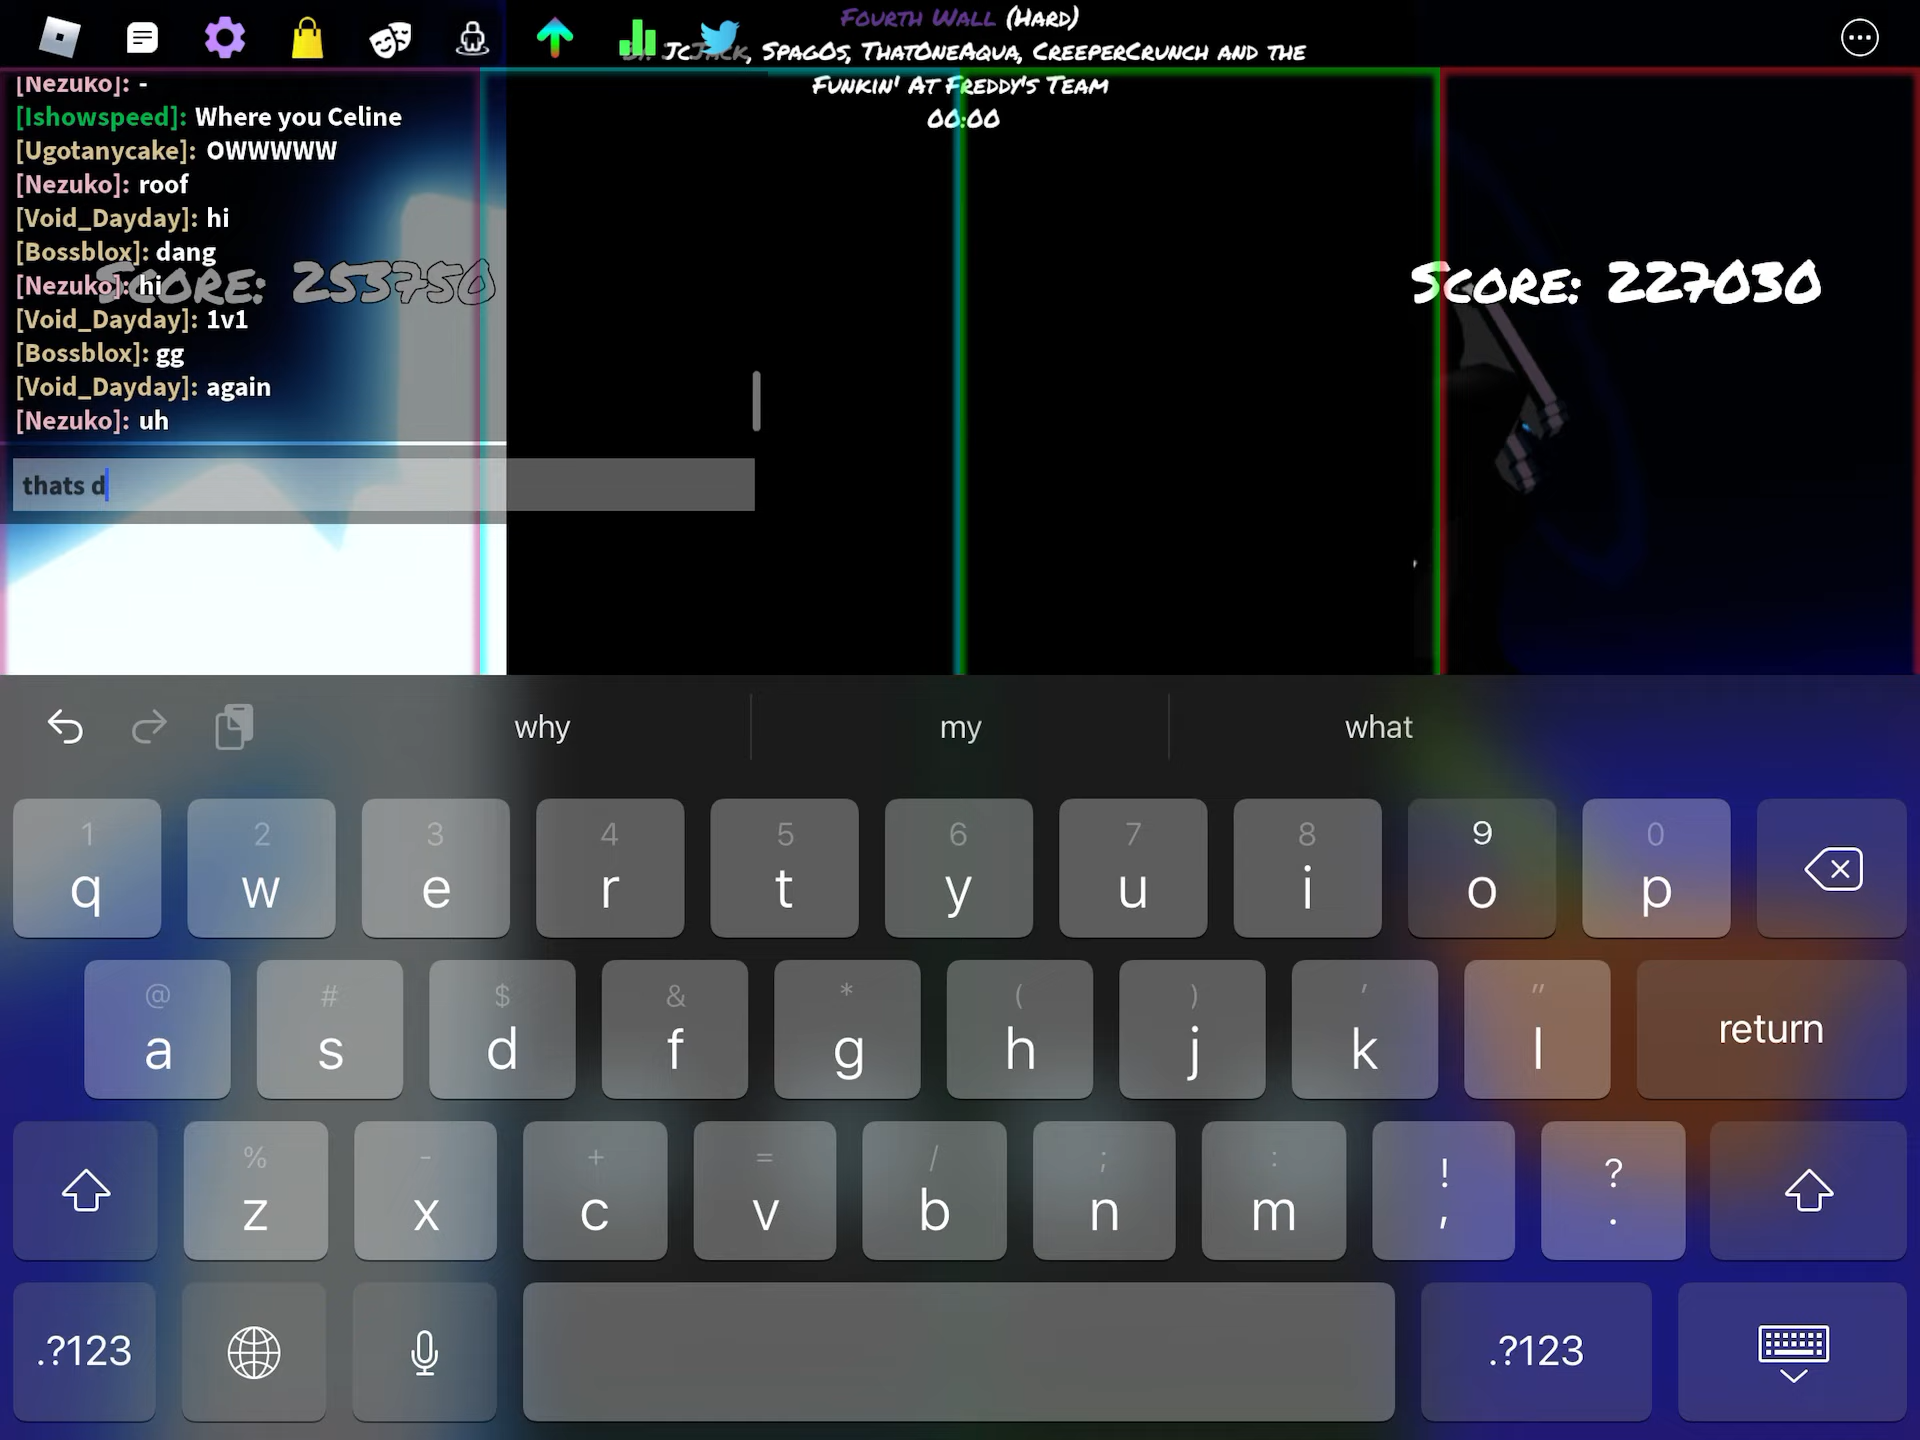 Fourth Wall (Hard)
JcJack, SpagOs, ThatOneAqua, CreeperCrunch and the
Funkin' At Freddy's Team
00:00
[Nezuko]: -
[Ishowspeed]: Where you Celine
[Ugotanycake]: OWWWWW
[Nezuko]: roof
[Void_Dayday]: hi
[Bossblox]: dang
[Nezuko]: hi
[Void_Dayday]: 1v1
[Bossblox]: gg
[Void_Dayday]: again
[Nezuko]: uh
Score: 253750
Score: 227030
thats d
why my what
1 2 3 4 5 6 7 8 9 0
q w e r t y u i o p
@ # $ & * ( ) ' "
a s d f g h j k l return
% - + = / ; : ! ?
z x c v b n m , .
.?123 .?123